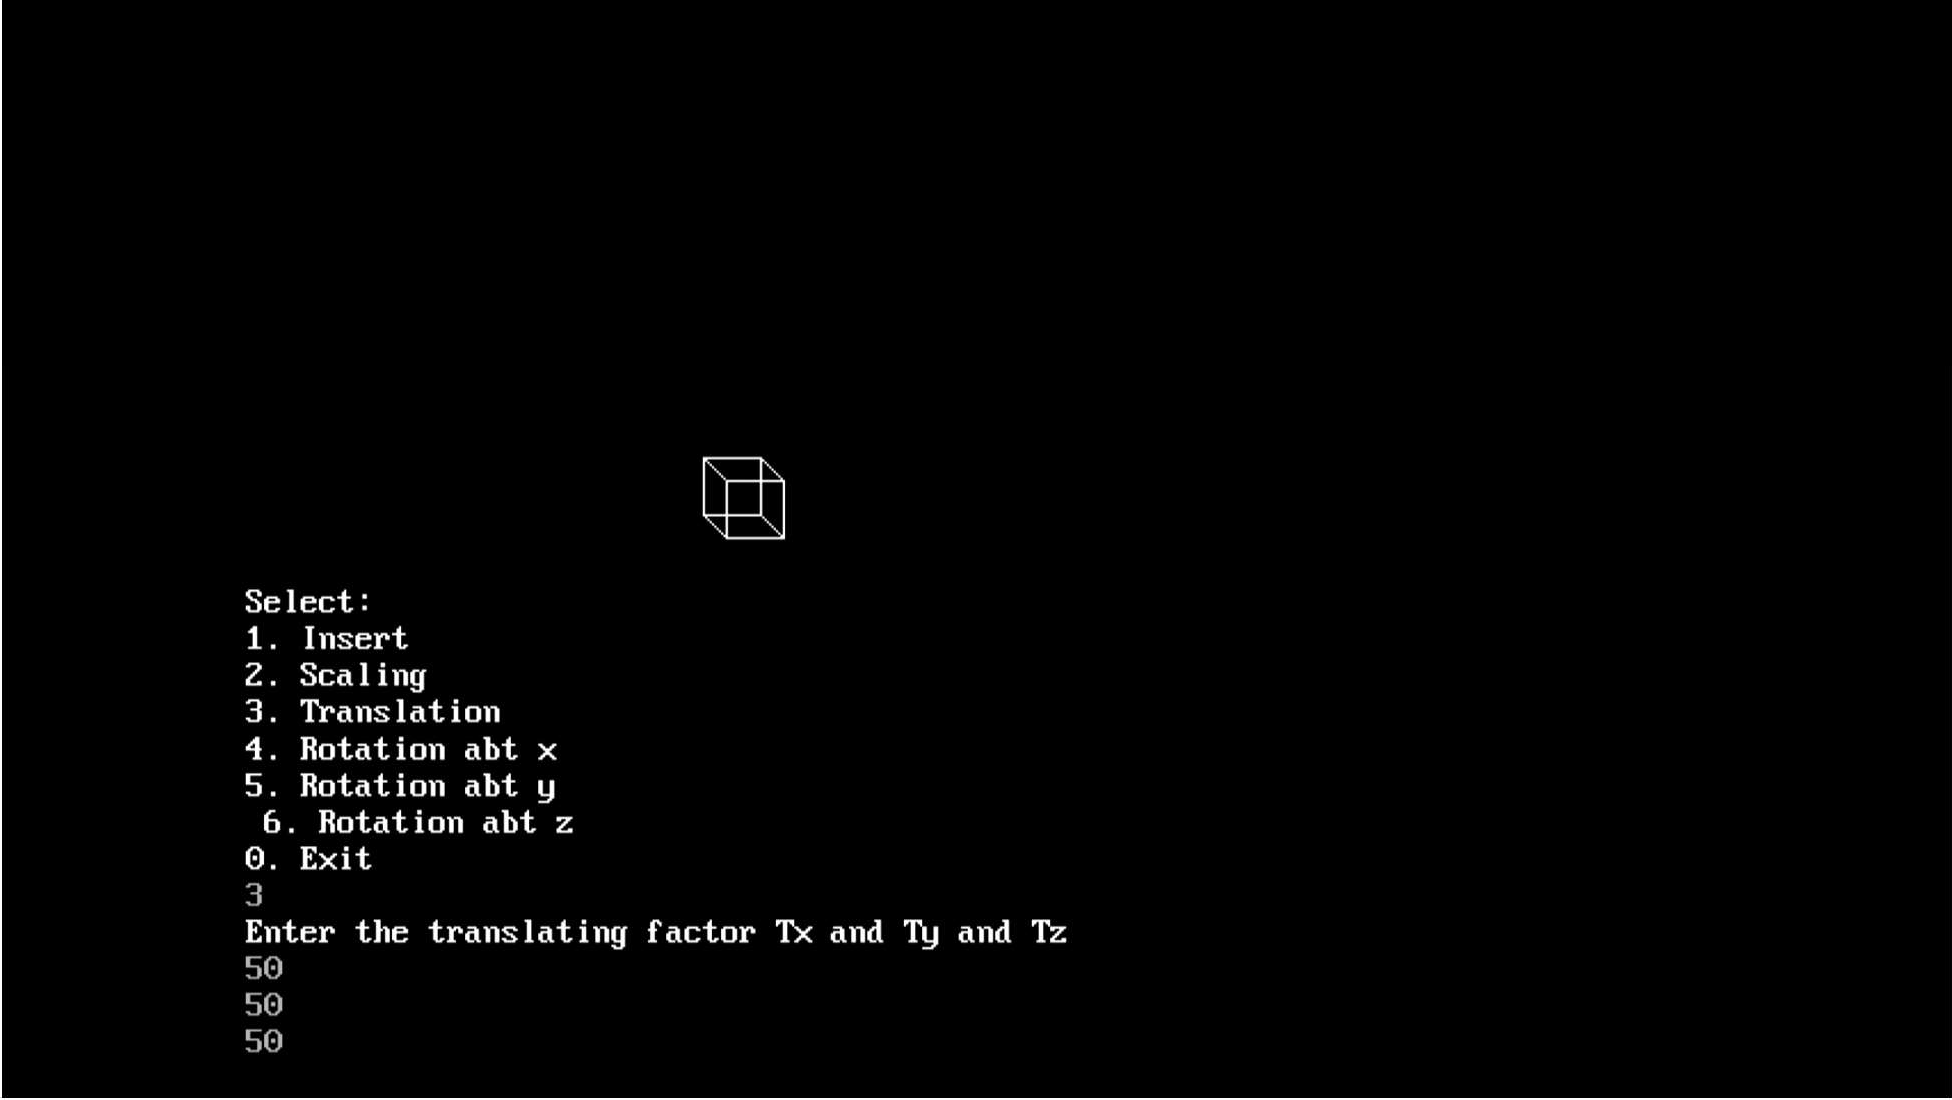 Select:
1. Insert
2. Scaling
3. Translation
4. Rotation abt x
5. Rotation abt y
6. Rotation abt z
0. Exit
3
Enter the translating factor Tx and Ty and Tz
50
50
50